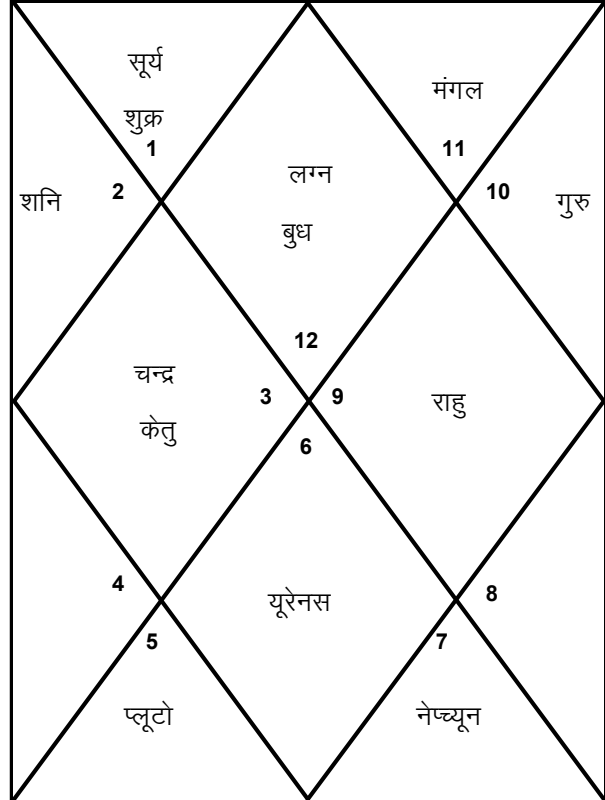 सूर्य
शुक्र
1
मंगल
11
लग्न
बुध
12
शनि
2
10
गुरु
चन्द्र
केतु
3
9
राहु
6
यूरेनस
4
5
प्लूटो
8
7
नेप्च्यून